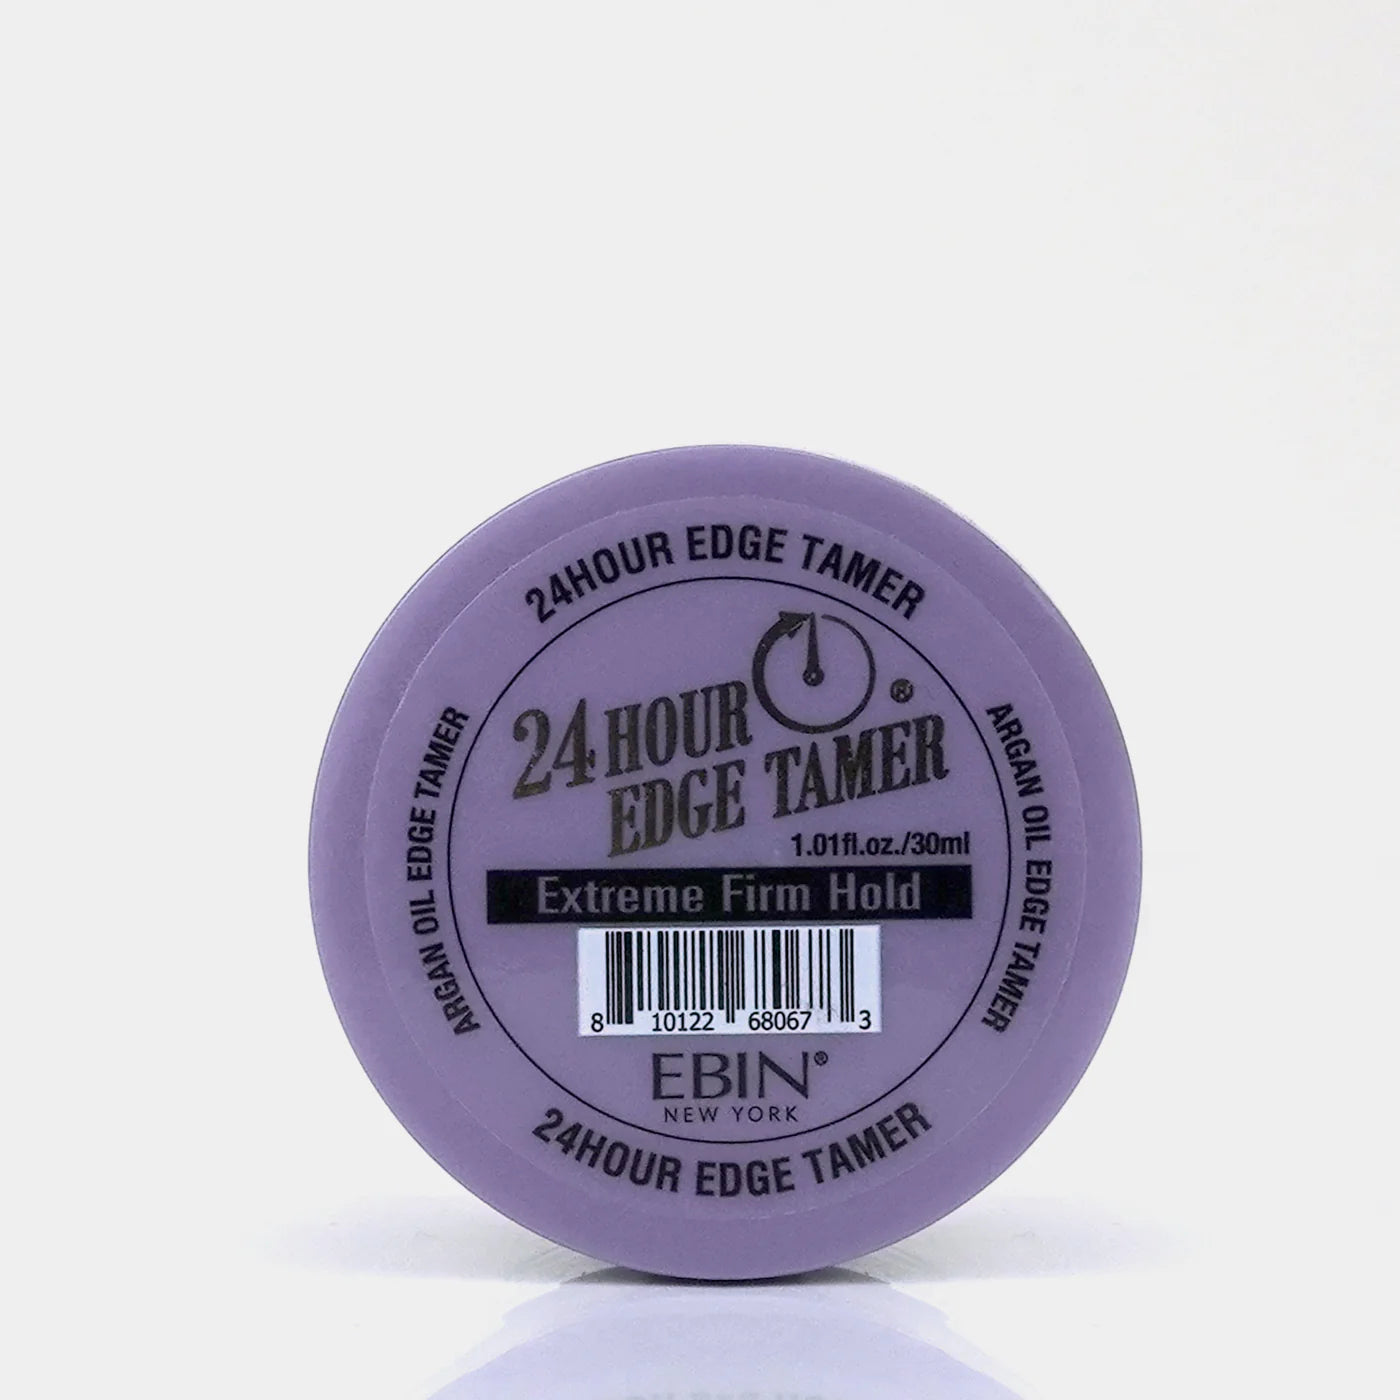 24HOUR EDGE TAMER
ARGAN OIL EDGE TAMER
ARGAN OIL EDGE TAMER
24 HOUR
EDGE TAMER®
1.01fl.oz./30ml
Extreme Firm Hold
8 10122 68067 3
EBIN®
NEW YORK
24HOUR EDGE TAMER